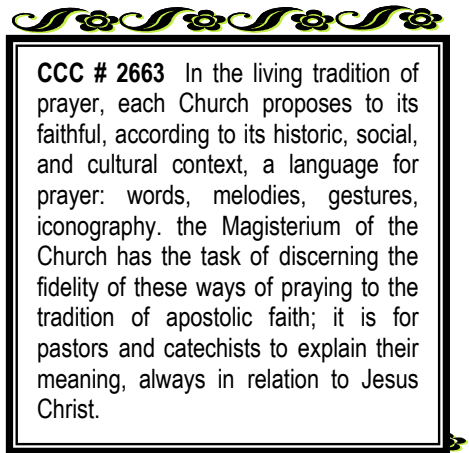 CCC # 2663 In the living tradition of
prayer, each Church proposes to its
faithful, according to its historic, social,
and cultural context, a language for
prayer: words, melodies, gestures,
iconography. the Magisterium of the
Church has the task of discerning the
fidelity of these ways of praying to the
tradition of apostolic faith; it is for
pastors and catechists to explain their
meaning, always in relation to Jesus
Christ.